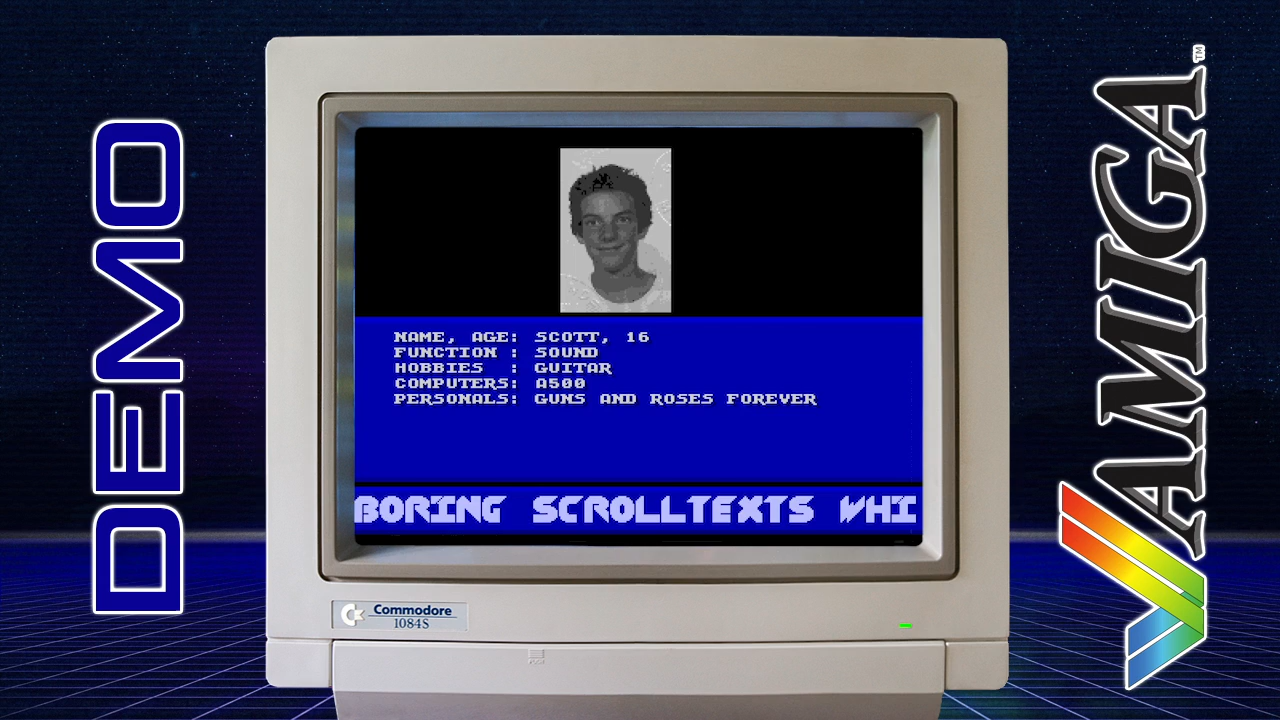 DEMO
NAME, AGE: SCOTT, 16
FUNCTION : SOUND
HOBBIES  : GUITAR
COMPUTERS: A500
PERSONALS: GUNS AND ROSES FOREVER
BORING SCROLLTEXTS WHI
Commodore
1084S
AMIGA™